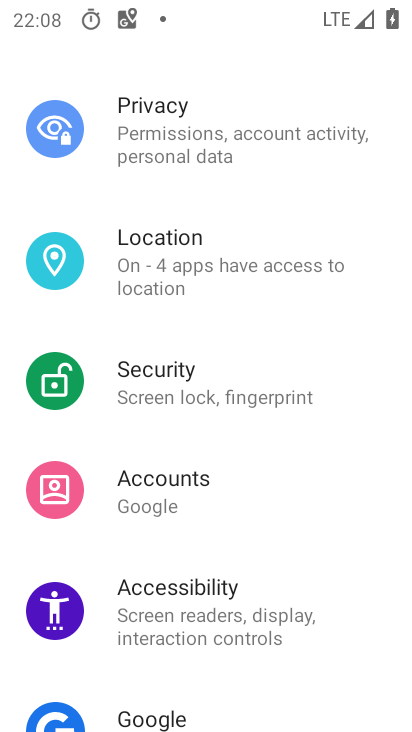 22:08
LTE
Privacy
Permissions, account activity,
personal data
Location
On - 4 apps have access to
location
Security
Screen lock, fingerprint
Accounts
Google
Accessibility
Screen readers, display,
interaction controls
Google